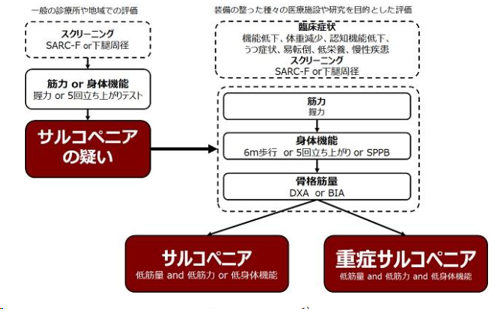 一般の診療所や地域での評価
スクリーニング
SARC-F or下腿周径
筋力 or 身体機能
握力 or 5回立ち上がりテスト
サルコペニア
の疑い
装備の整った種々の医療施設や研究を目的とした評価
臨床症状
機能低下、体重減少、認知機能低下、
うつ症状、易転倒、低栄養、慢性疾患
スクリーニング
SARC-F or下腿周径
筋力
握力
身体機能
6m歩行 or 5回立ち上がり or SPPB
骨格筋量
DXA or BIA
サルコペニア
低筋量 and 低筋力 or 低身体機能
重症サルコペニア
低筋量 and 低筋力 and 低身体機能